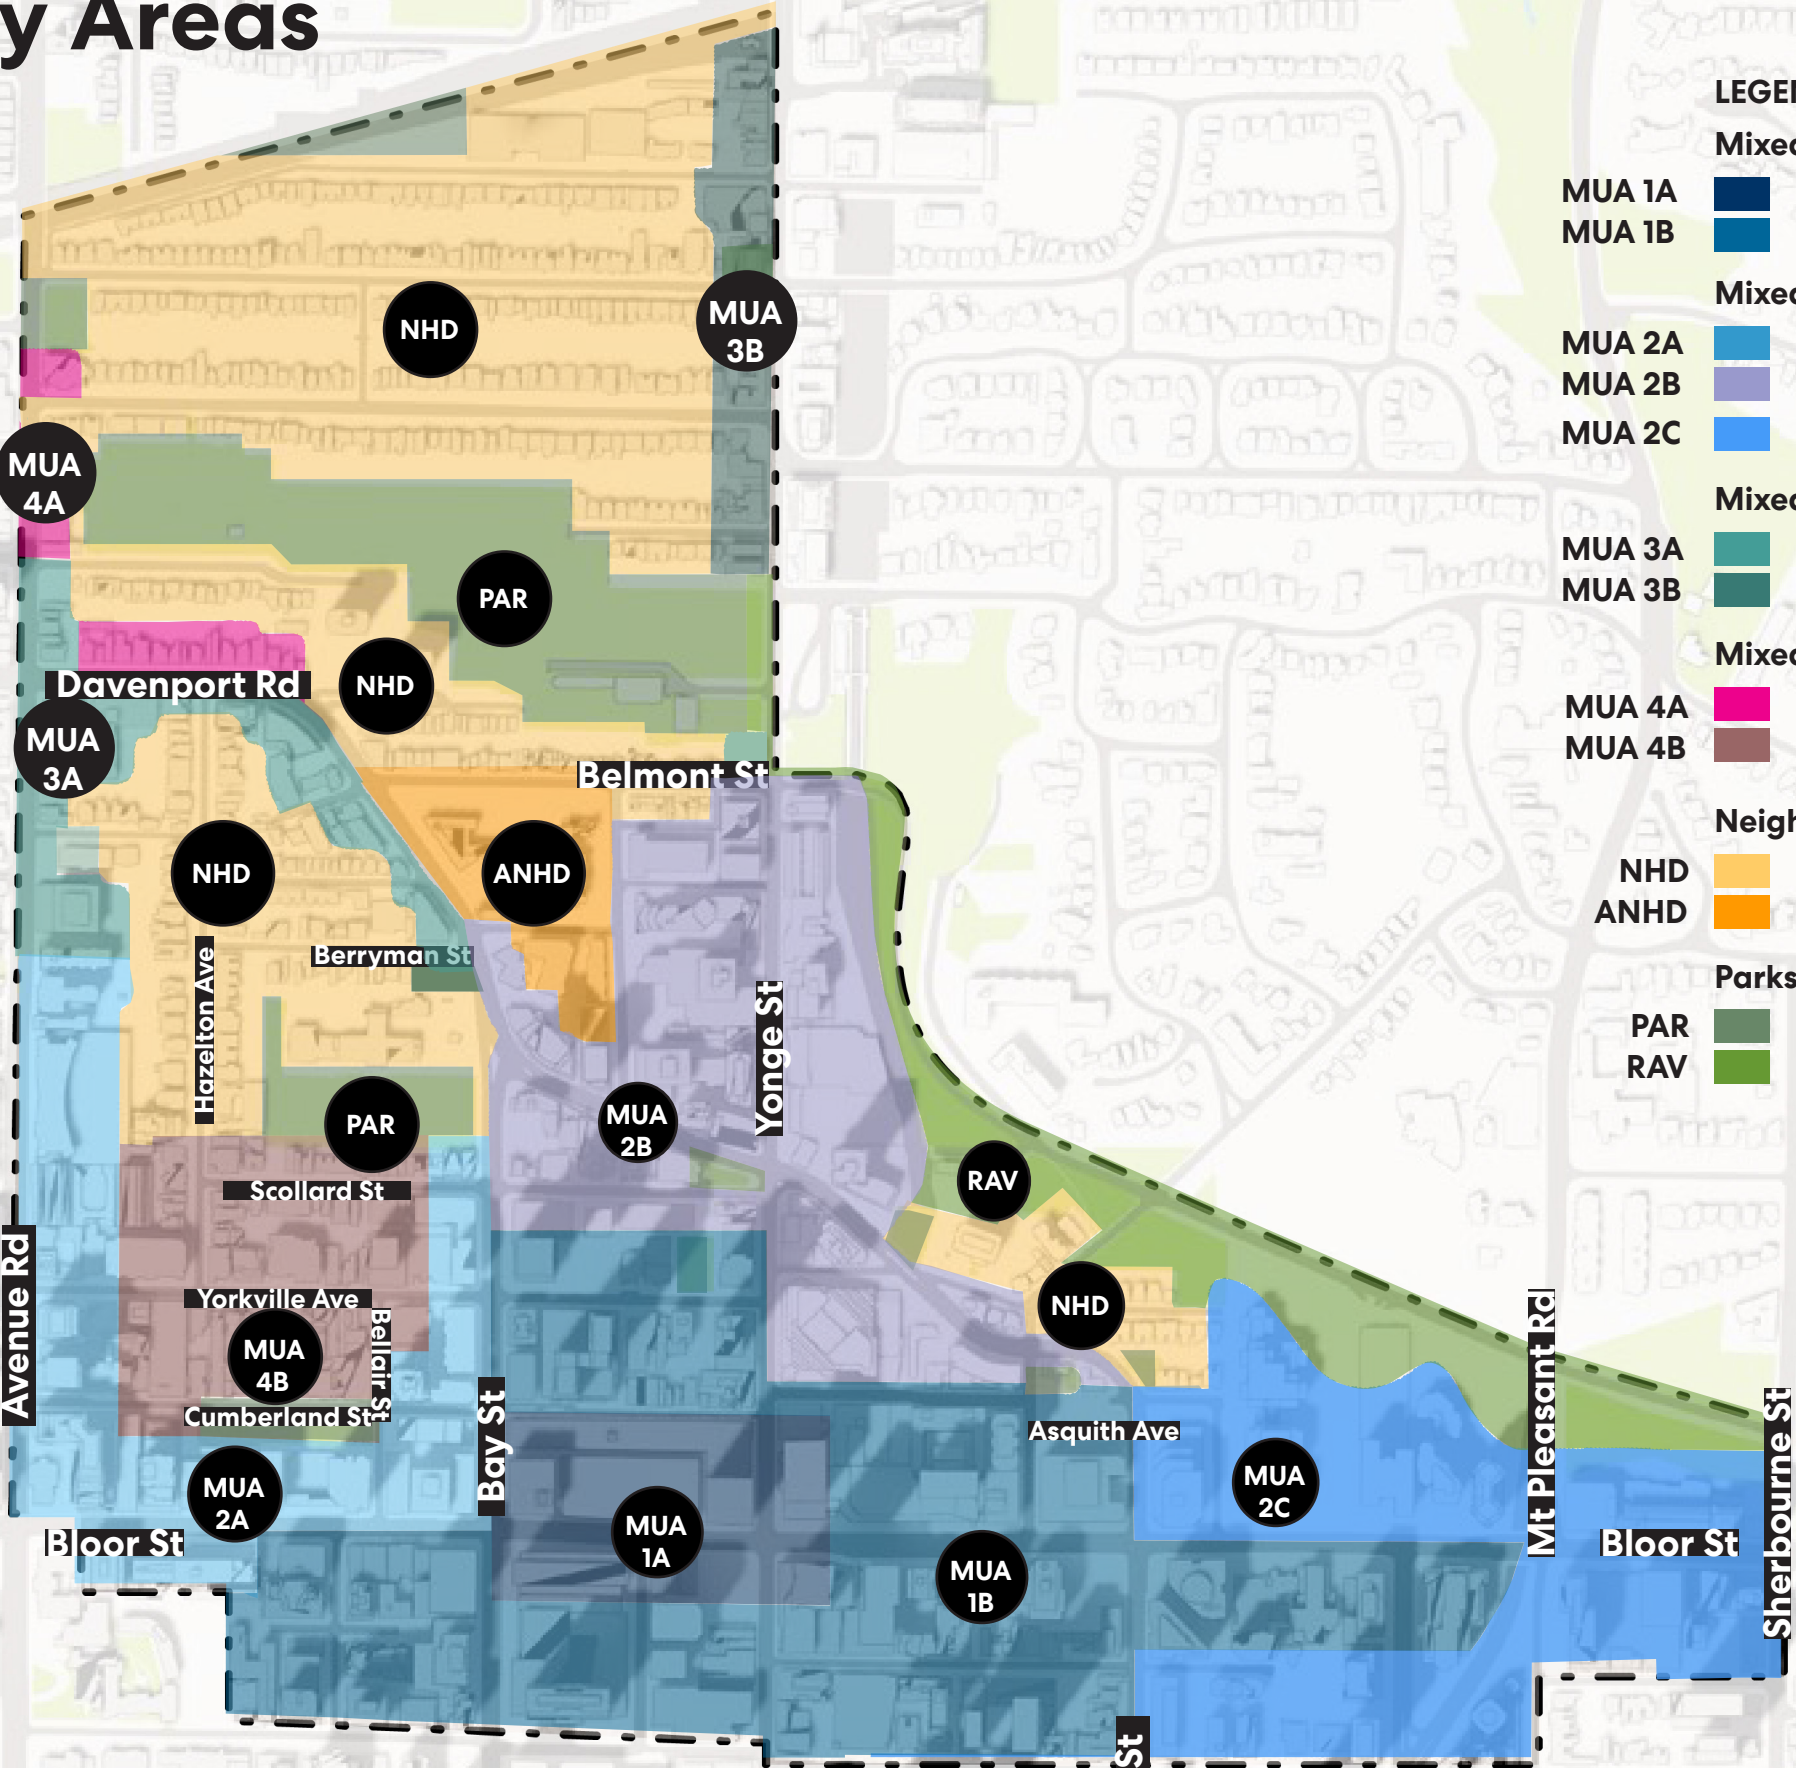 y Areas
LEGE
Mixe
MUA 1A
MUA 1B
Mixe
MUA 2A
MUA 2B
MUA 2C
Mixe
MUA 3A
MUA 3B
Mixe
MUA 4A
MUA 4B
Neigh
NHD
ANHD
Parks
PAR
RAV
NHD
MUA
3B
MUA
4A
PAR
NHD
Davenport Rd
MUA
3A
Belmont St
NHD
ANHD
Berryman St
Hazelton Ave
Yonge St
MUA
2B
PAR
RAV
Scollard St
Avenue Rd
Yorkville Ave
NHD
MUA
4B
Bellair St
Cumberland St
Bay St
Asquith Ave
Mt Pleasant Rd
Sherbourne St
MUA
2A
MUA
2C
MUA
1A
Bloor St
Bloor St
MUA
1B
St